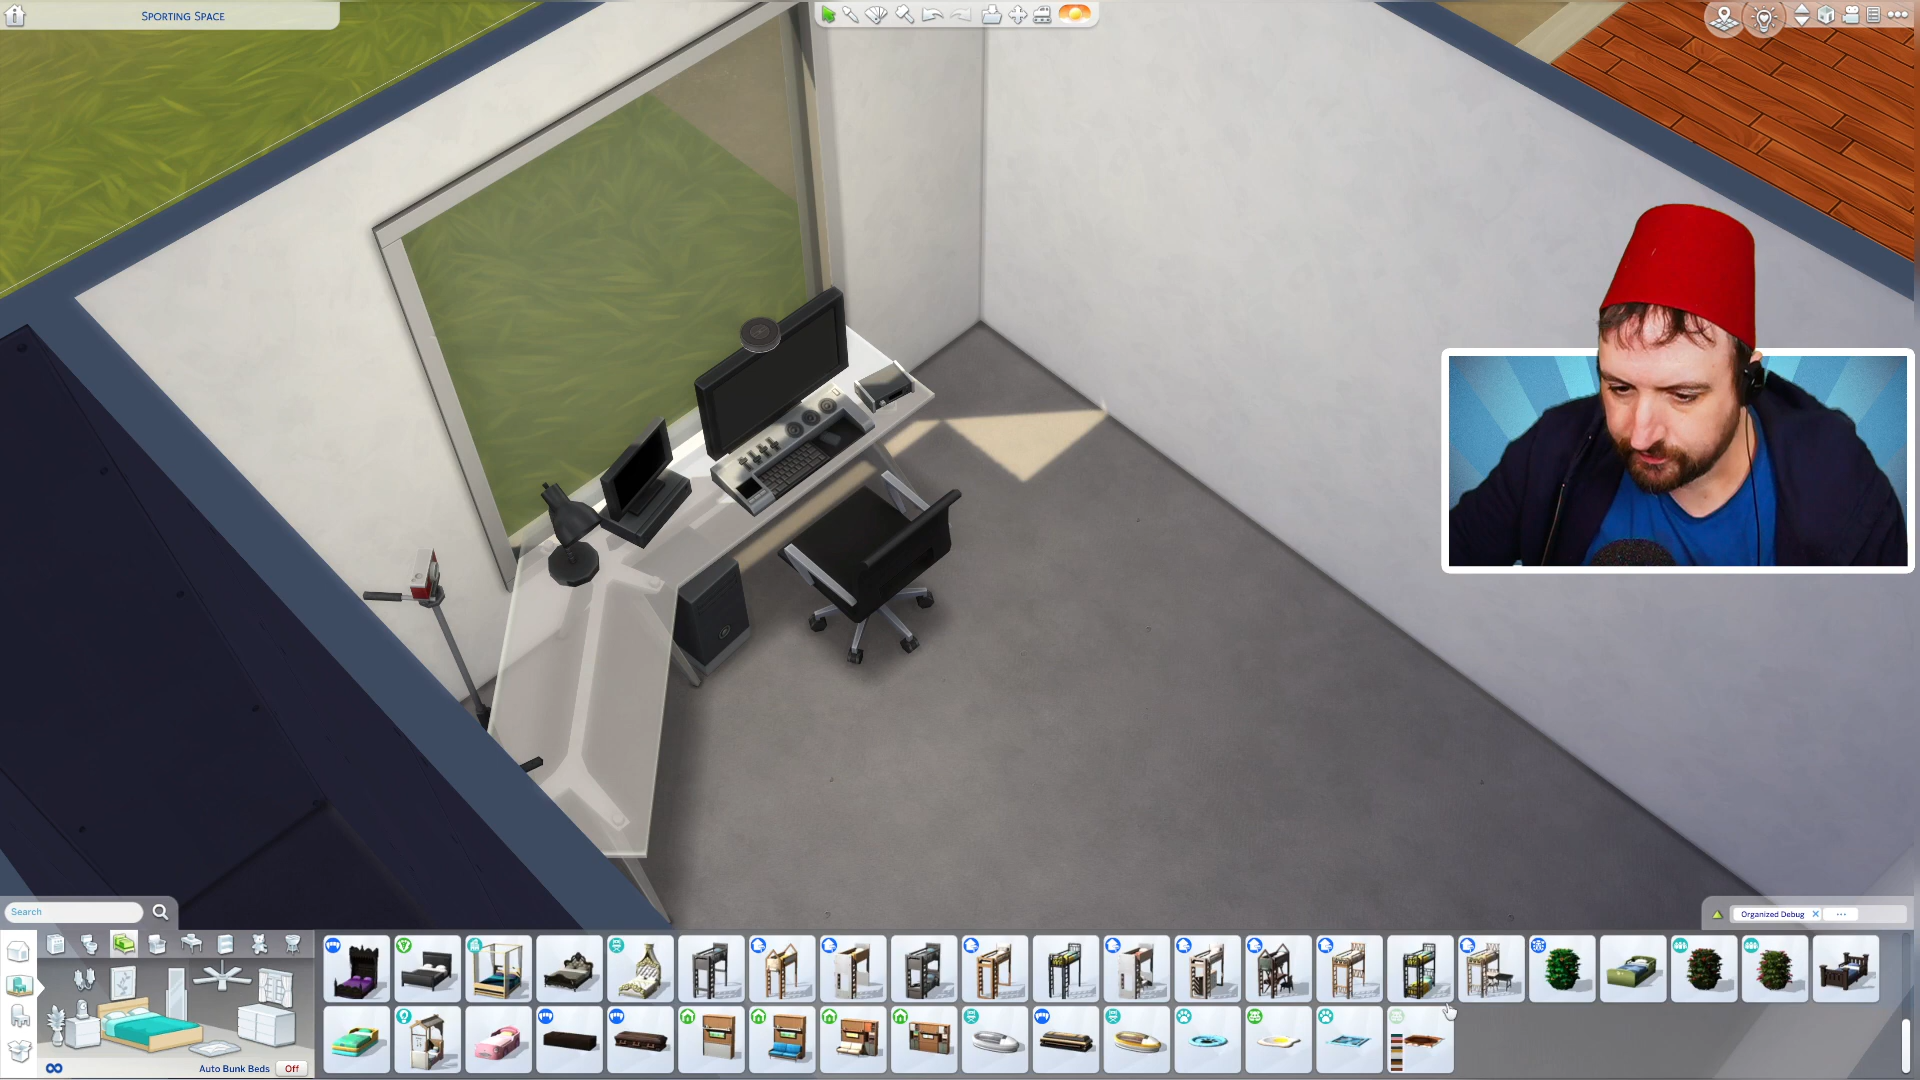 SPORTING SPACE
Search
Organized Debug
Auto Bunk Beds
Off